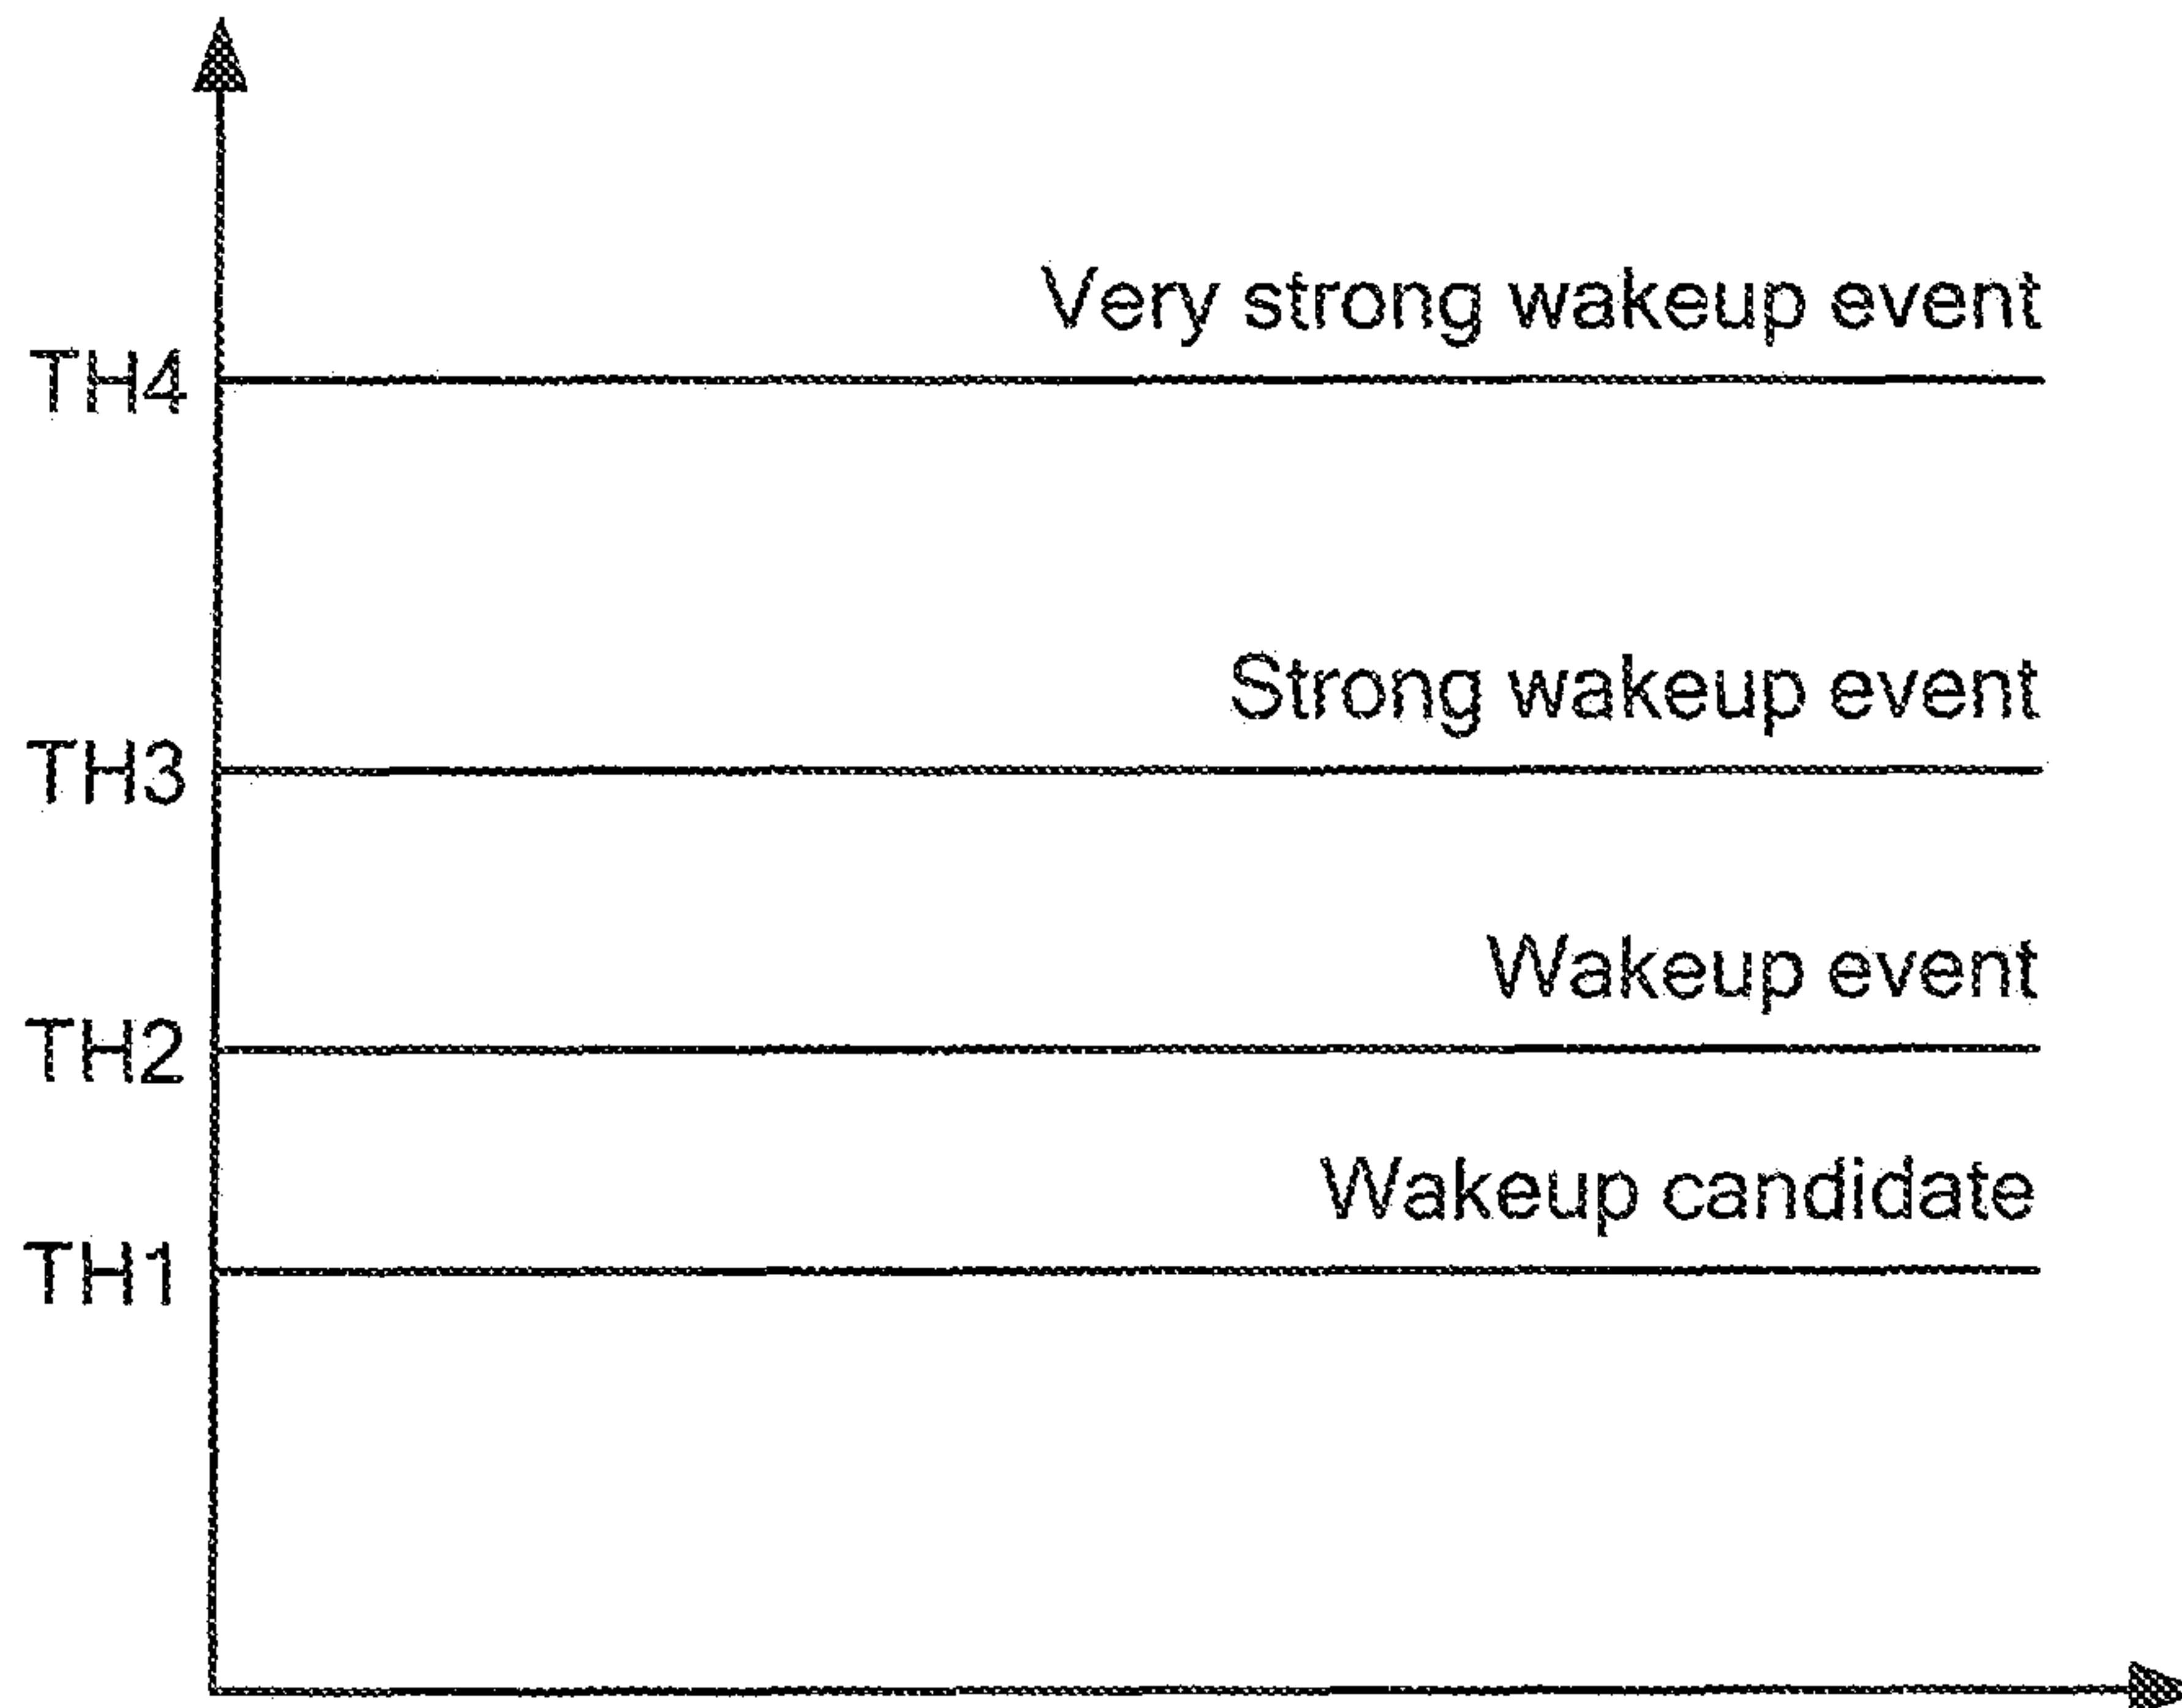 Very strong wakeup event
TH4
Strong wakeup event
TH3
Wakeup event
TH2
Wakeup candidate
TH1